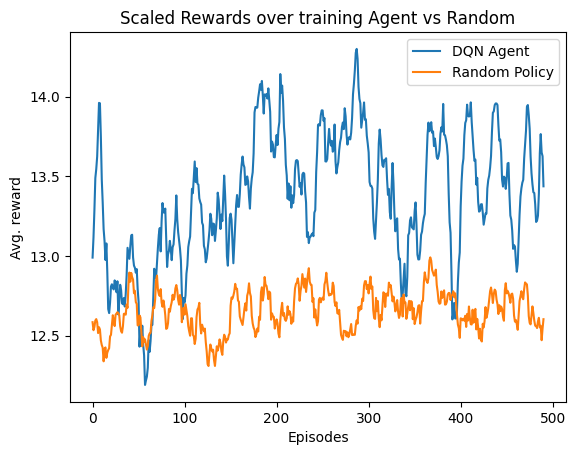 Scaled Rewards over training Agent vs Random
DQN Agent
Random Policy
Avg. reward
14.0
13.5
13.0
12.5
0
100
200
300
400
500
Episodes